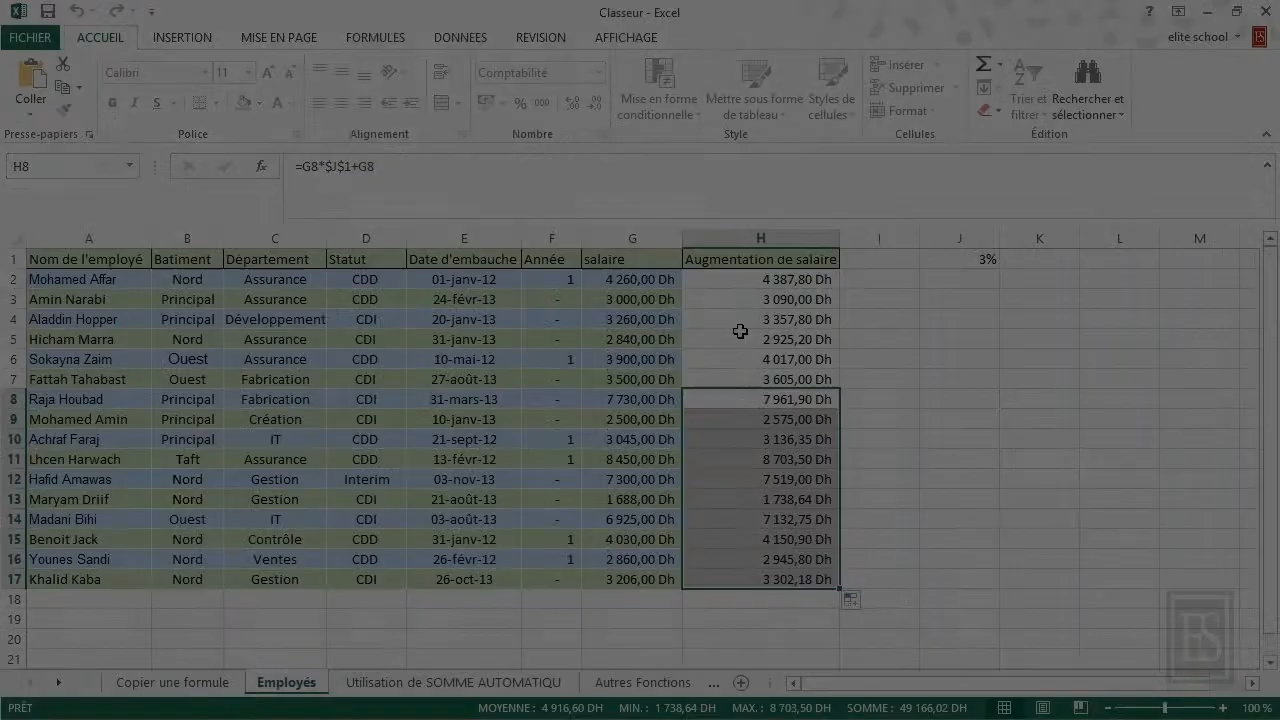 Classeur - Excel
FICHIER ACCUEIL INSERTION MISE EN PAGE FORMULES DONNÉES REVISION AFFICHAGE elite school
Coller
Calibri 11
G I S
Comptabilité
% 000
Mise en forme conditionnelle
Mettre sous forme de tableau
Styles de cellules
Insérer
Supprimer
Format
Trier et filtrer
Rechercher et sélectionner
Presse-papiers Police Alignement Nombre Style Cellules Édition
H8 fx =G8*$J$1+G8
A B C D E F G H I J K L M
1 Nom de l'employé Batiment Département Statut Date d'embauche Année salaire Augmentation de salaire 3%
2 Mohamed Affar Nord Assurance CDD 01-janv-12 1 4 260,00 Dh 4 387,80 Dh
3 Amin Narabi Principal Assurance CDD 24-févr-13 - 3 000,00 Dh 3 090,00 Dh
4 Aladdin Hopper Principal Développement CDI 20-janv-13 - 3 260,00 Dh 3 357,80 Dh
5 Hicham Marra Nord Assurance CDI 31-janv-13 - 2 840,00 Dh 2 925,20 Dh
6 Sokayna Zaim Ouest Assurance CDD 10-mai-12 1 3 900,00 Dh 4 017,00 Dh
7 Fattah Tahabast Ouest Fabrication CDI 27-août-13 - 3 500,00 Dh 3 605,00 Dh
8 Raja Houbad Principal Fabrication CDI 31-mars-13 - 7 730,00 Dh 7 961,90 Dh
9 Mohamed Amin Principal Création CDI 10-janv-13 - 2 500,00 Dh 2 575,00 Dh
10 Achraf Faraj Principal IT CDD 21-sept-12 1 3 045,00 Dh 3 136,35 Dh
11 Lhcen Harwach Taft Assurance CDD 13-févr-12 1 8 450,00 Dh 8 703,50 Dh
12 Hafid Amawas Nord Gestion Interim 03-nov-13 - 7 300,00 Dh 7 519,00 Dh
13 Maryam Driif Nord Gestion CDI 21-août-13 - 1 688,00 Dh 1 738,64 Dh
14 Madani Bihi Ouest IT CDI 03-août-13 - 6 925,00 Dh 7 132,75 Dh
15 Benoit Jack Nord Contrôle CDD 31-janv-12 1 4 030,00 Dh 4 150,90 Dh
16 Younes Sandi Nord Ventes CDD 26-févr-12 1 2 860,00 Dh 2 945,80 Dh
17 Khalid Kaba Nord Gestion CDI 26-oct-13 - 3 206,00 Dh 3 302,18 Dh
18
19
20
21
Copier une formule Employés Utilisation de SOMME AUTOMATIQU Autres Fonctions ...
PRÊT MOYENNE : 4 916,60 DH MIN. : 1 738,64 DH MAX. : 8 703,50 DH SOMME : 49 166,02 DH 100 %